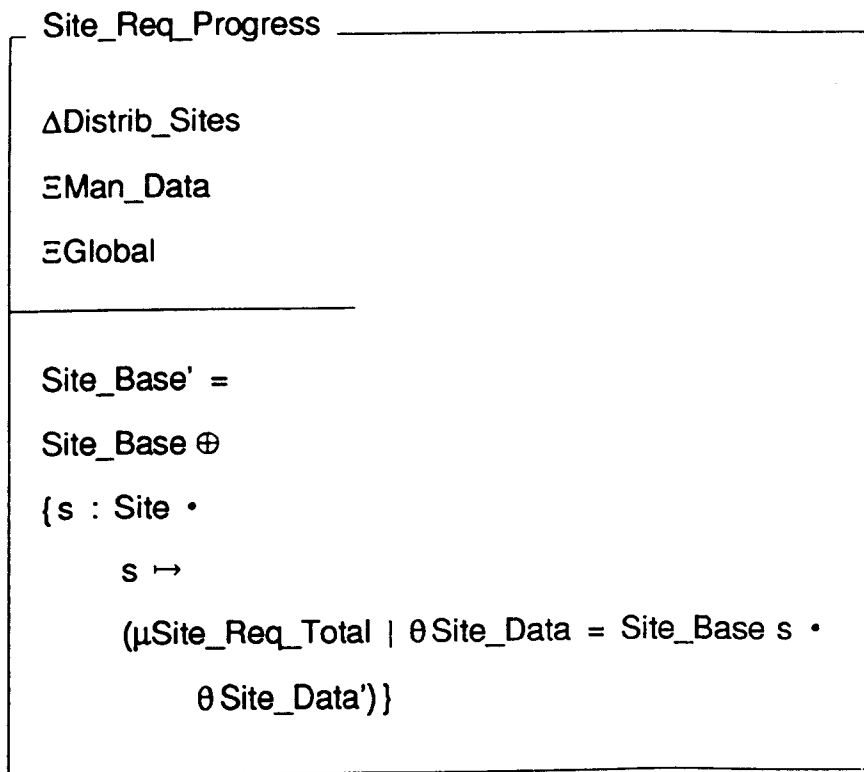 Site_Req_Progress
ΔDistrib_Sites
ΞMan_Data
ΞGlobal
Site_Base' =
Site_Base ⊕
{s : Site •
s ↦
(μSite_Req_Total | θSite_Data = Site_Base s •
θSite_Data')}